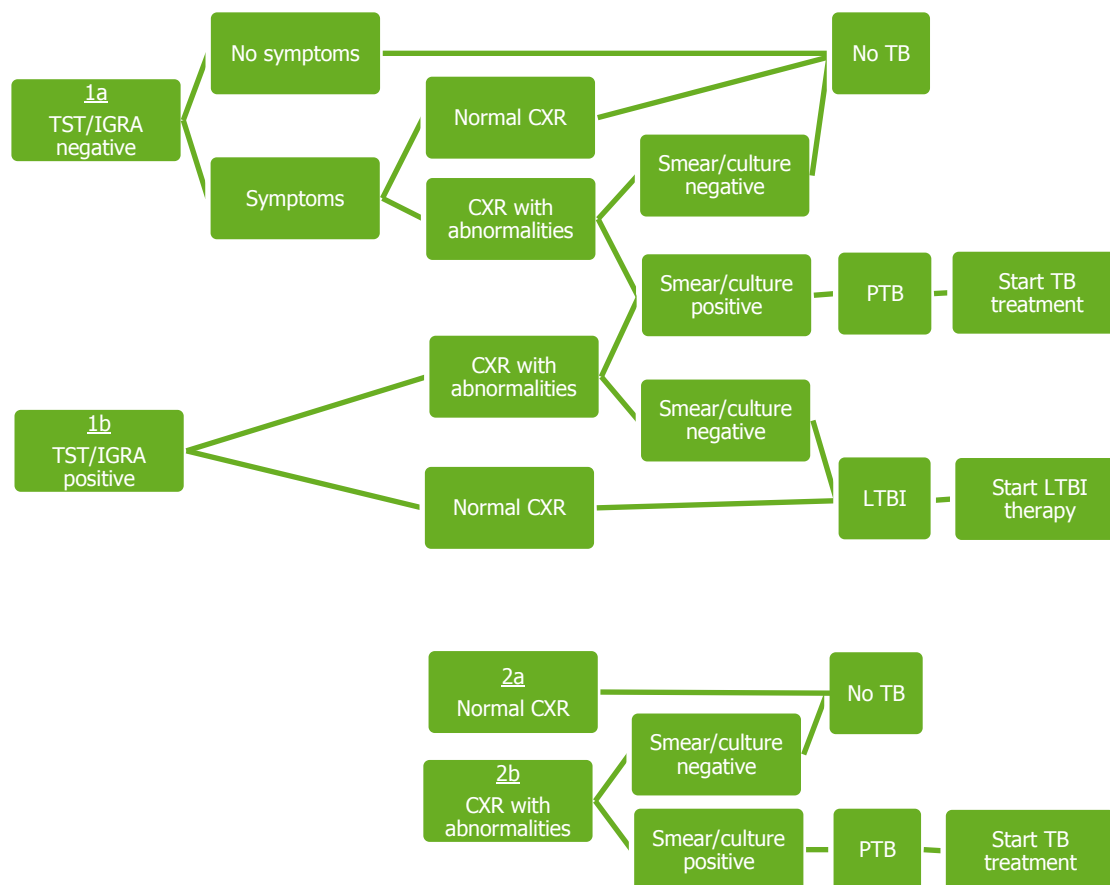 No symptoms
No TB
1a
TST/IGRA
negative
Normal CXR
Smear/culture
negative
Symptoms
CXR with
abnormalities
Smear/culture
positive
PTB
Start TB
treatment
CXR with
abnormalities
1b
TST/IGRA
positive
Smear/culture
negative
Normal CXR
LTBI
Start LTBI
therapy
2a
Normal CXR
No TB
Smear/culture
negative
2b
CXR with
abnormalities
Smear/culture
positive
PTB
Start TB
treatment